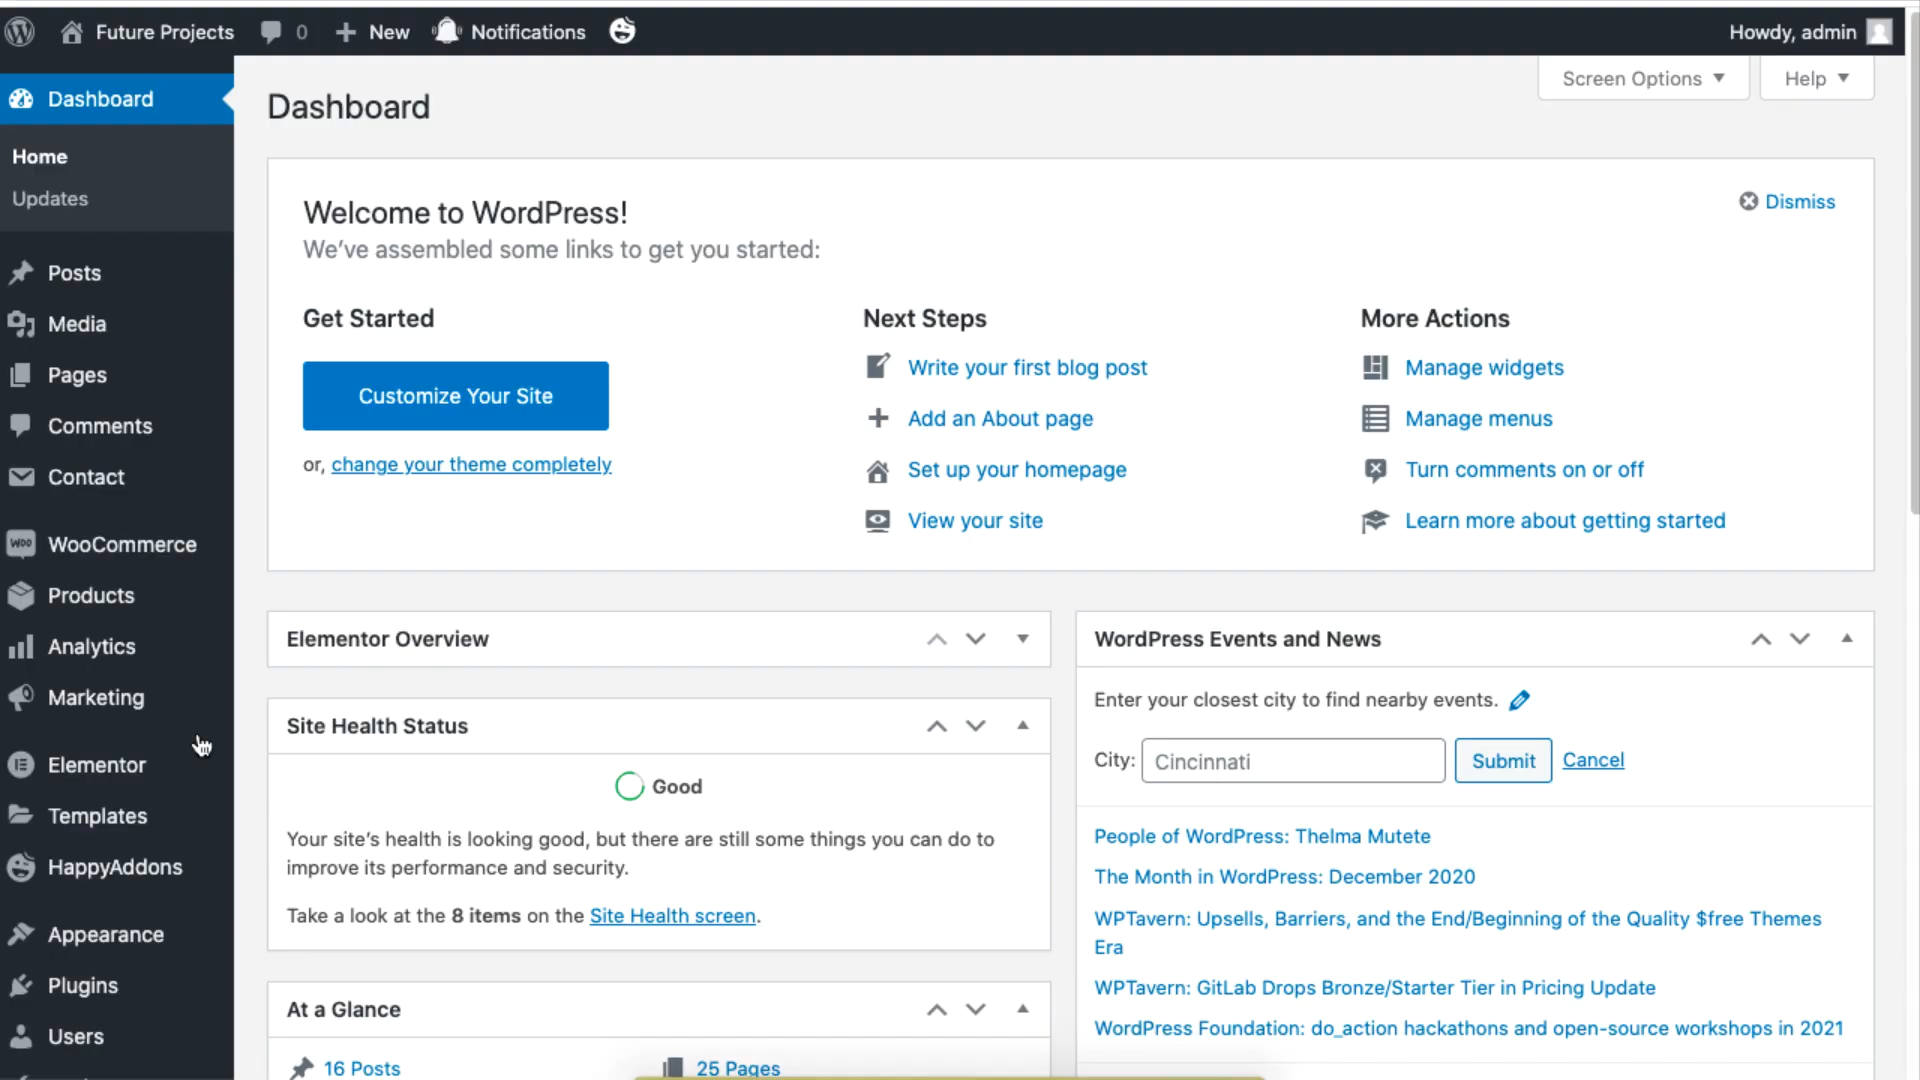 Future Projects
0
New
Notifications
Howdy, admin
Dashboard
Home
Updates
Posts
Media
Pages
Comments
Contact
WooCommerce
Products
Analytics
Marketing
Elementor
Templates
HappyAddons
Appearance
Plugins
Users
Screen Options
Help
Dashboard
Welcome to WordPress!
We've assembled some links to get you started:
Dismiss
Get Started
Customize Your Site
or, change your theme completely
Next Steps
Write your first blog post
Add an About page
Set up your homepage
View your site
More Actions
Manage widgets
Manage menus
Turn comments on or off
Learn more about getting started
Elementor Overview
Site Health Status
Good
Your site's health is looking good, but there are still some things you can do to
improve its performance and security.
Take a look at the 8 items on the Site Health screen.
At a Glance
16 Posts
25 Pages
WordPress Events and News
Enter your closest city to find nearby events.
City: Cincinnati Submit Cancel
People of WordPress: Thelma Mutete
The Month in WordPress: December 2020
WPTavern: Upsells, Barriers, and the End/Beginning of the Quality $free Themes
Era
WPTavern: GitLab Drops Bronze/Starter Tier in Pricing Update
WordPress Foundation: do_action hackathons and open-source workshops in 2021